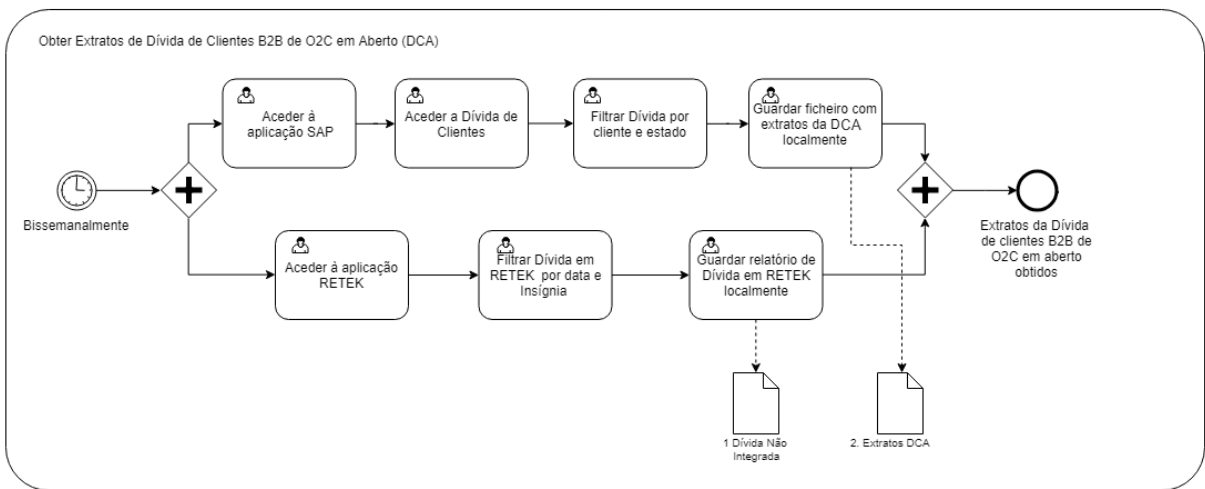 Obter Extratos de Dívida de Clientes B2B de O2C em Aberto (DCA)
Aceder à
aplicação SAP
Aceder a Dívida de
Clientes
Filtrar Dívida por
cliente e estado
Guardar ficheiro com
extratos da DCA
localmente
Bissemanalmente
Extratos da Dívida
de clientes B2B de
O2C em aberto
obtidos
Aceder à aplicação
RETEK
Filtrar Dívida em
RETEK por data e
Insígnia
Guardar relatório de
Dívida em RETEK
localmente
1 Dívida Não
Integrada
2. Extratos DCA